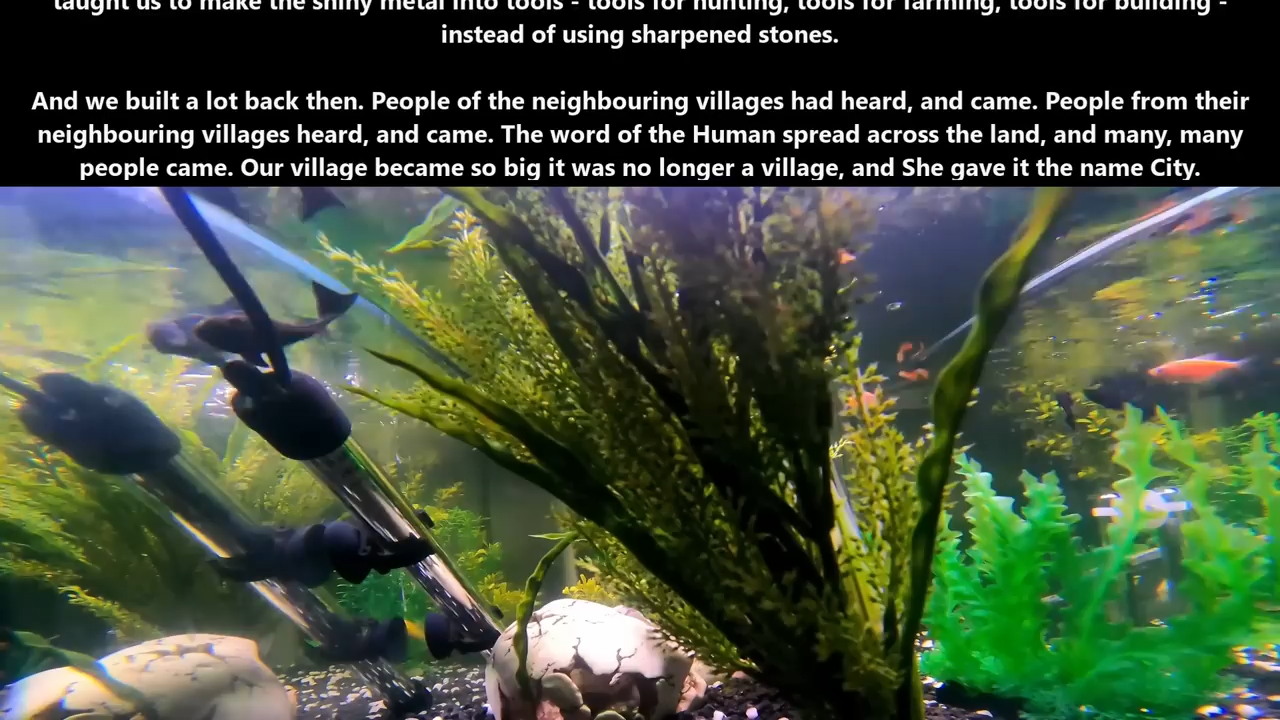 taught us to make the shiny metal into tools - tools for hunting, tools for farming, tools for building -
instead of using sharpened stones.
And we built a lot back then. People of the neighbouring villages had heard, and came. People from their
neighbouring villages heard, and came. The word of the Human spread across the land, and many, many
people came. Our village became so big it was no longer a village, and She gave it the name City.